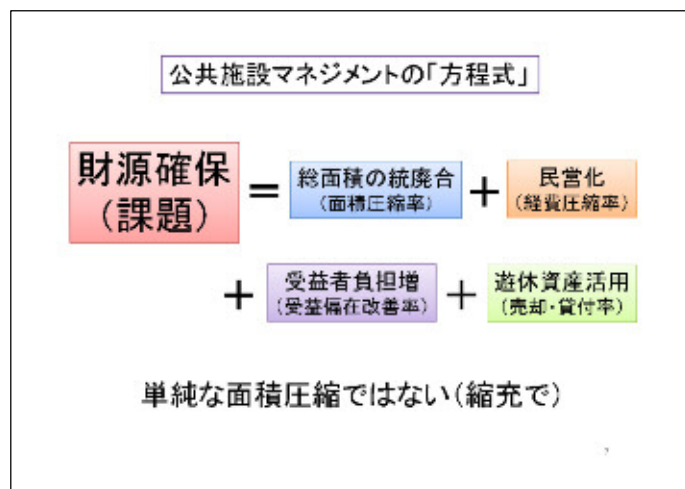 公共施設マネジメントの「方程式」
財源確保
(課題)
=
総面積の統廃合
(面積圧縮率)
+
民営化
(経費圧縮率)
+
受益者負担増
(受益偏在改善率)
+
遊休資産活用
(売却・貸付率)
単純な面積圧縮ではない(縮充で)